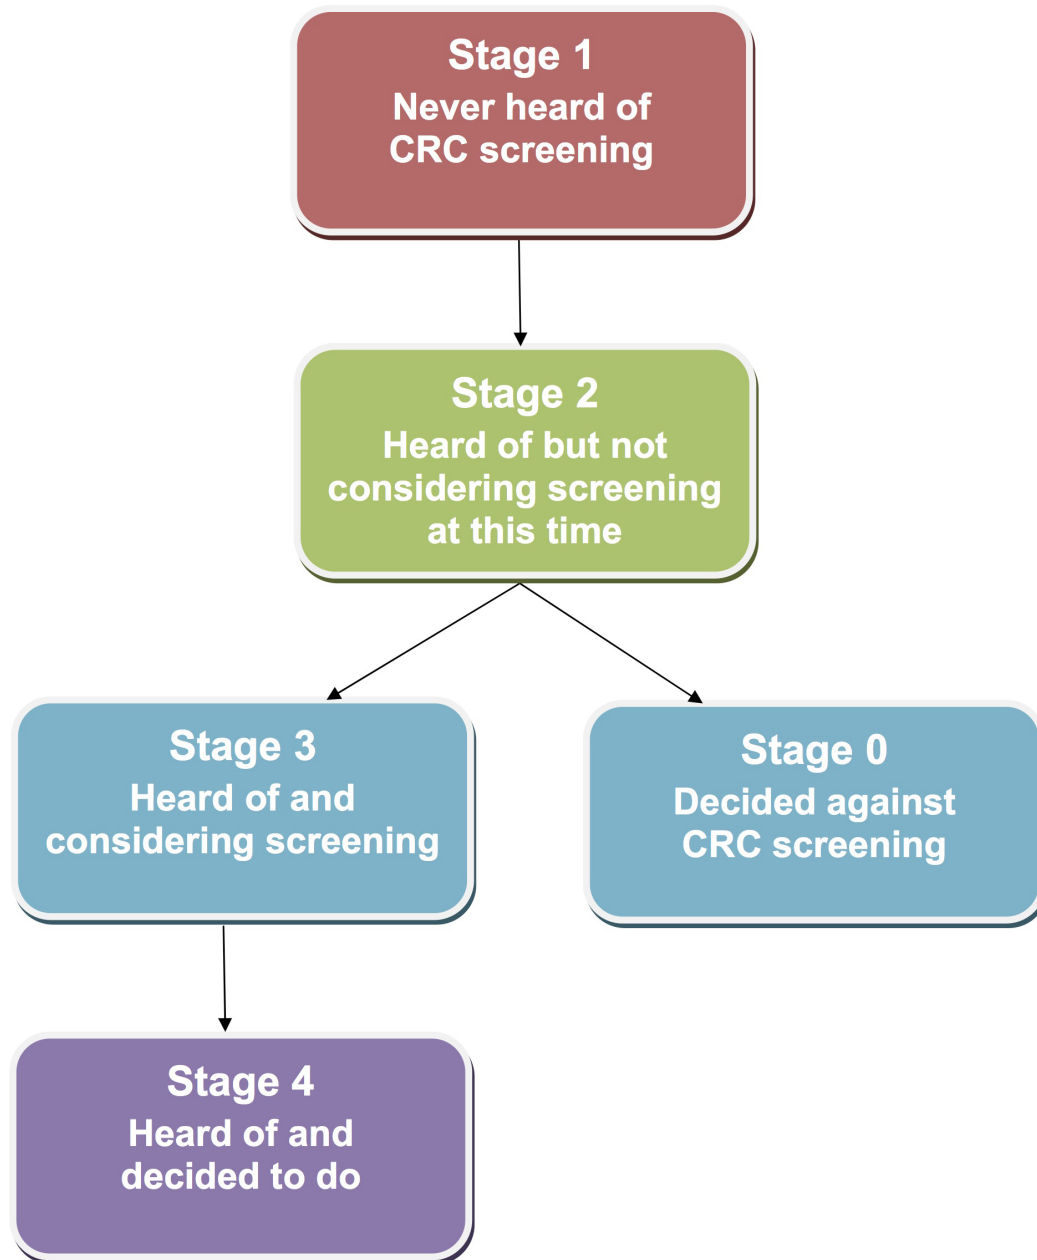 Stage 1
Never heard of
CRC screening
Stage 2
Heard of but not
considering screening
at this time
Stage 3
Heard of and
considering screening
Stage 0
Decided against
CRC screening
Stage 4
Heard of and
decided to do